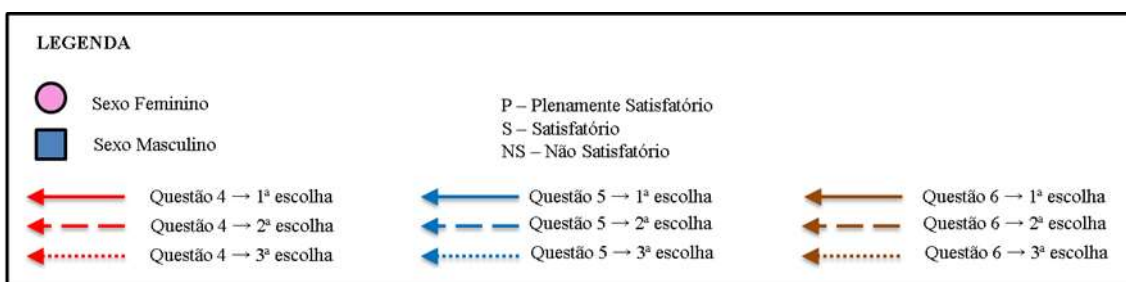 LEGENDA
Sexo Feminino
Sexo Masculino
P – Plenamente Satisfatório
S – Satisfatório
NS – Não Satisfatório
Questão 4 → 1ª escolha
Questão 4 → 2ª escolha
Questão 4 → 3ª escolha
Questão 5 → 1ª escolha
Questão 5 → 2ª escolha
Questão 5 → 3ª escolha
Questão 6 → 1ª escolha
Questão 6 → 2ª escolha
Questão 6 → 3ª escolha